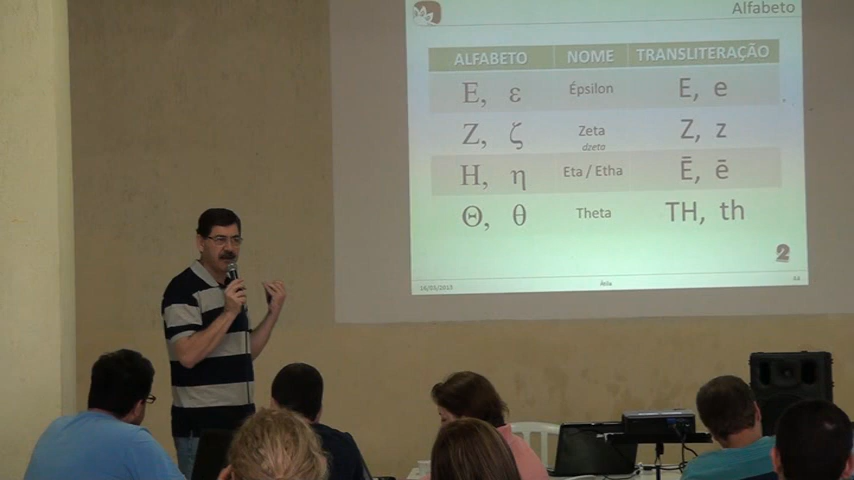 Alfabeto
ALFABETO NOME TRANSLITERAÇÃO
Ε, ε Épsilon E, e
Ζ, ζ Zeta Z, z
dzeta
Η, η Eta / Etha Ē, ē
Θ, θ Theta TH, th
2